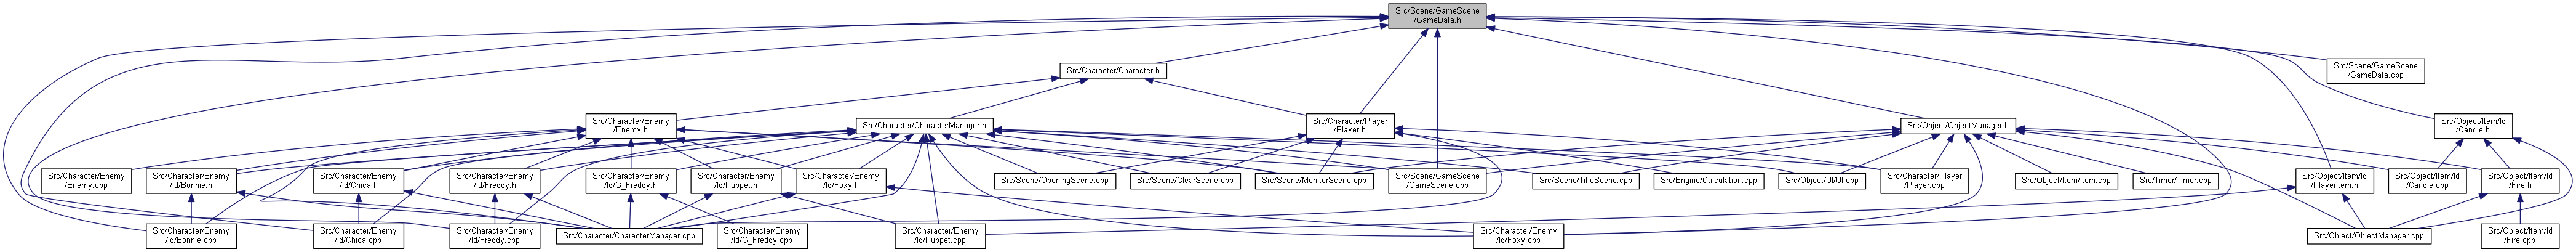 Src/Scene/GameScene
/GameData.h
Src/Character/Character.h
Src/Scene/GameScene
/GameData.cpp
Src/Character/Enemy
/Enemy.h
Src/Character/CharacterManager.h
Src/Character/Player
/Player.h
Src/Object/ObjectManager.h
Src/Object/Item/Id
/Candle.h
Src/Character/Enemy
/Enemy.cpp
Src/Character/Enemy
/Id/Bonnie.h
Src/Character/Enemy
/Id/Chica.h
Src/Character/Enemy
/Id/Freddy.h
Src/Character/Enemy
/Id/G_Freddy.h
Src/Character/Enemy
/Id/Puppet.h
Src/Character/Enemy
/Id/Foxy.h
Src/Scene/OpeningScene.cpp
Src/Scene/ClearScene.cpp
Src/Scene/MonitorScene.cpp
Src/Scene/GameScene
/GameScene.cpp
Src/Scene/TitleScene.cpp
Src/Engine/Calculation.cpp
Src/Object/UI/UI.cpp
Src/Character/Player
/Player.cpp
Src/Object/Item/Item.cpp
Src/Timer/Timer.cpp
Src/Object/Item/Id
/PlayerItem.h
Src/Object/Item/Id
/Candle.cpp
Src/Object/Item/Id
/Fire.h
Src/Character/Enemy
/Id/Bonnie.cpp
Src/Character/Enemy
/Id/Chica.cpp
Src/Character/Enemy
/Id/Freddy.cpp
Src/Character/CharacterManager.cpp
Src/Character/Enemy
/Id/G_Freddy.cpp
Src/Character/Enemy
/Id/Puppet.cpp
Src/Character/Enemy
/Id/Foxy.cpp
Src/Object/ObjectManager.cpp
Src/Object/Item/Id
/Fire.cpp